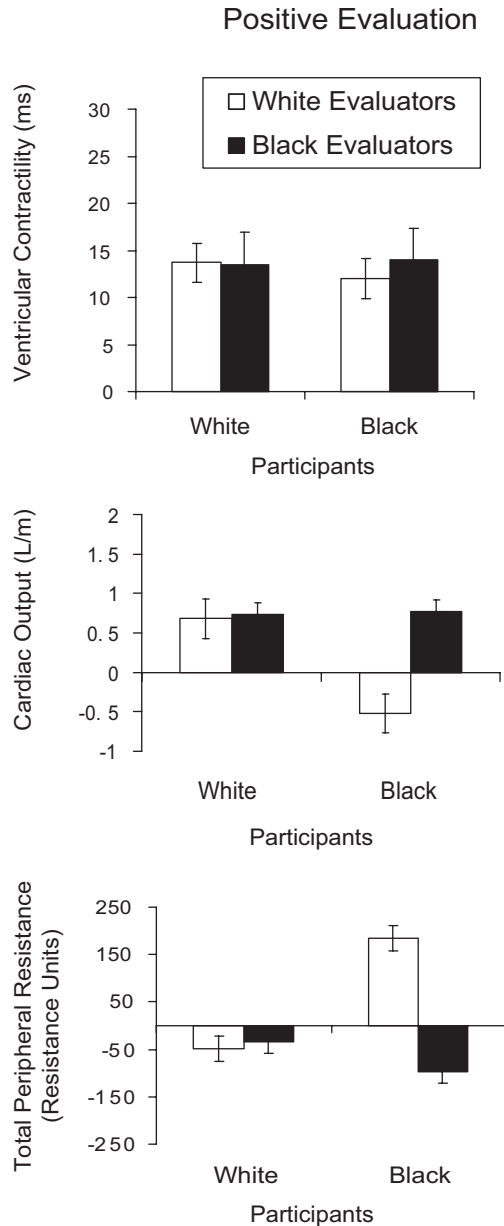 Positive Evaluation
White Evaluators
Black Evaluators
Ventricular Contractility (ms)
30
25
20
15
10
5
0
White Black
Participants
Cardiac Output (L/m)
2
1. 5
1
0. 5
0
-0. 5
-1
White Black
Participants
Total Peripheral Resistance
(Resistance Units)
250
150
50
-50
-150
-250
White Black
Participants